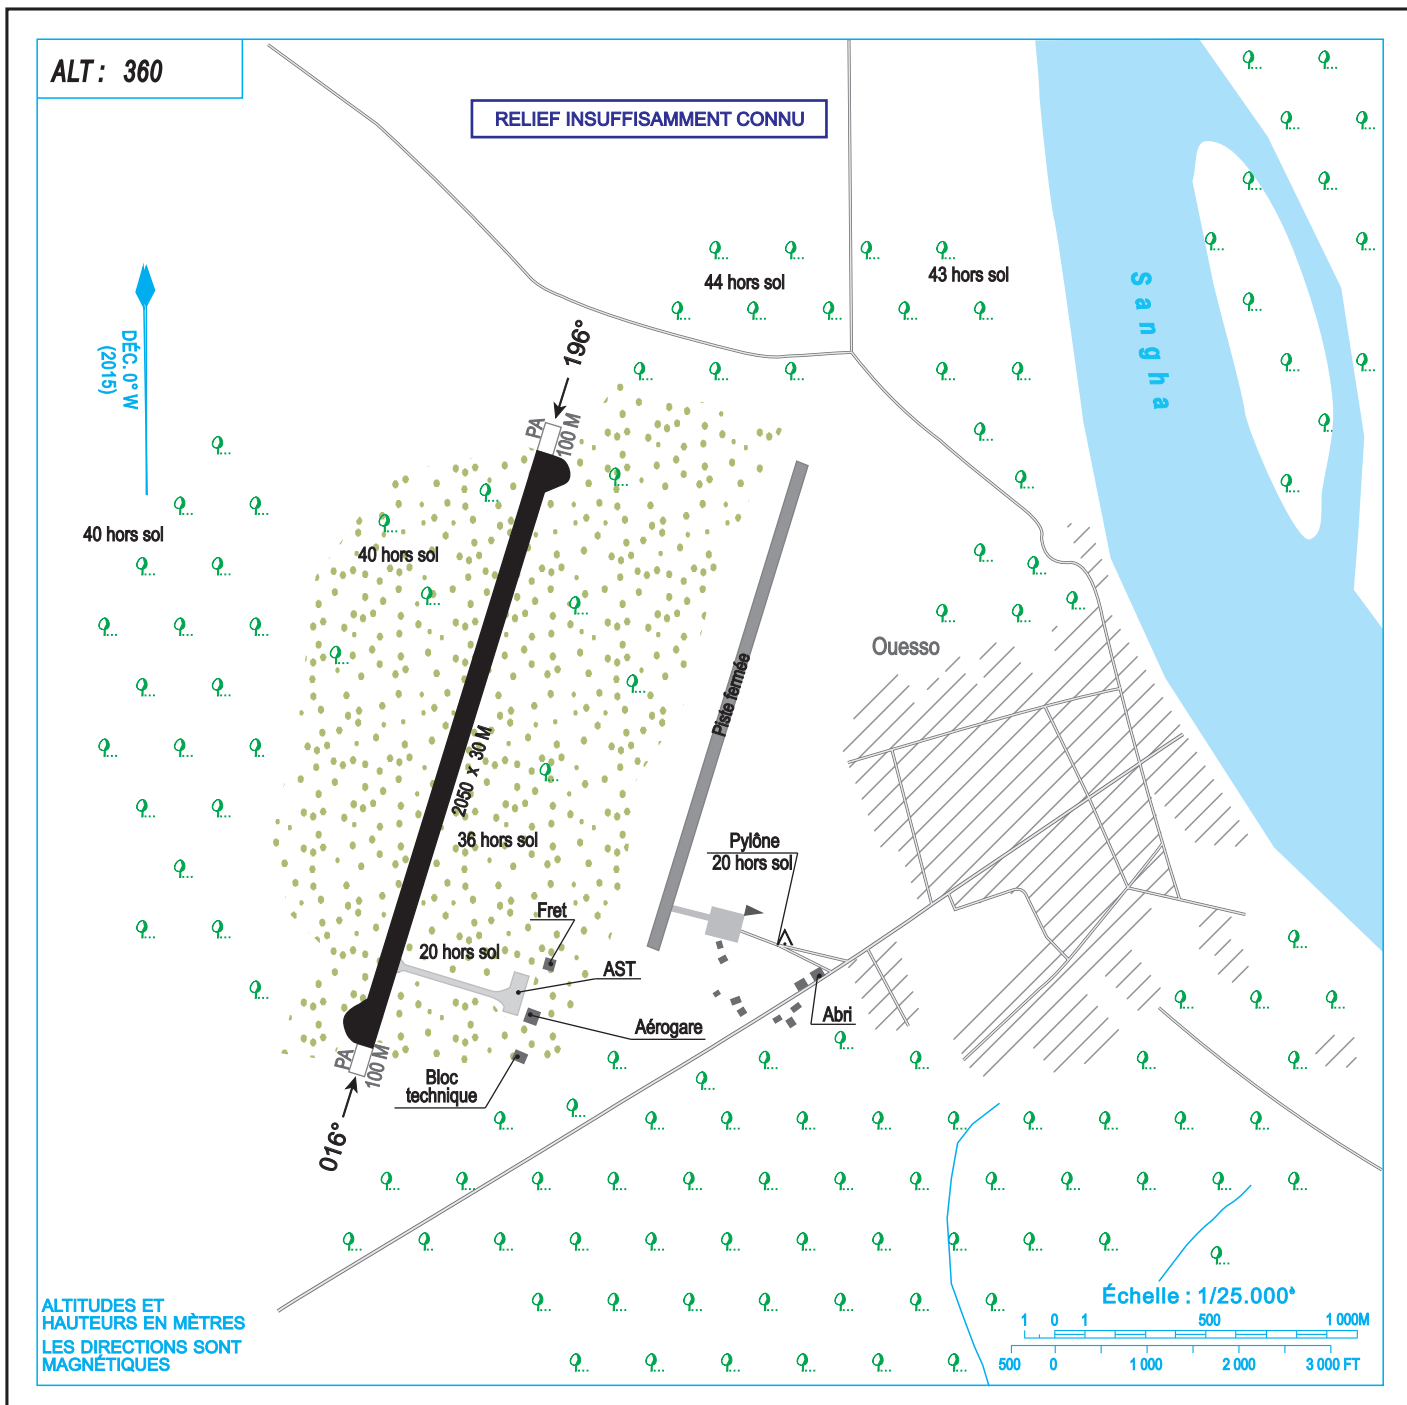 ALT : 360
RELIEF INSUFFISAMMENT CONNU
Sangha
44 hors sol
43 hors sol
DÉC. 0° W
(2015)
196°
PA
100 M
40 hors sol
40 hors sol
Ouesso
Piste fermée
2050 x 30 M
36 hors sol
Pylône
20 hors sol
Fret
20 hors sol
AST
Abri
Aérogare
PA
100 M
Bloc
technique
016°
ALTITUDES ET
HAUTEURS EN MÈTRES
LES DIRECTIONS SONT
MAGNÉTIQUES
Échelle : 1/25.000è
1 0 1 500 1 000M
500 0 1 000 2 000 3 000 FT